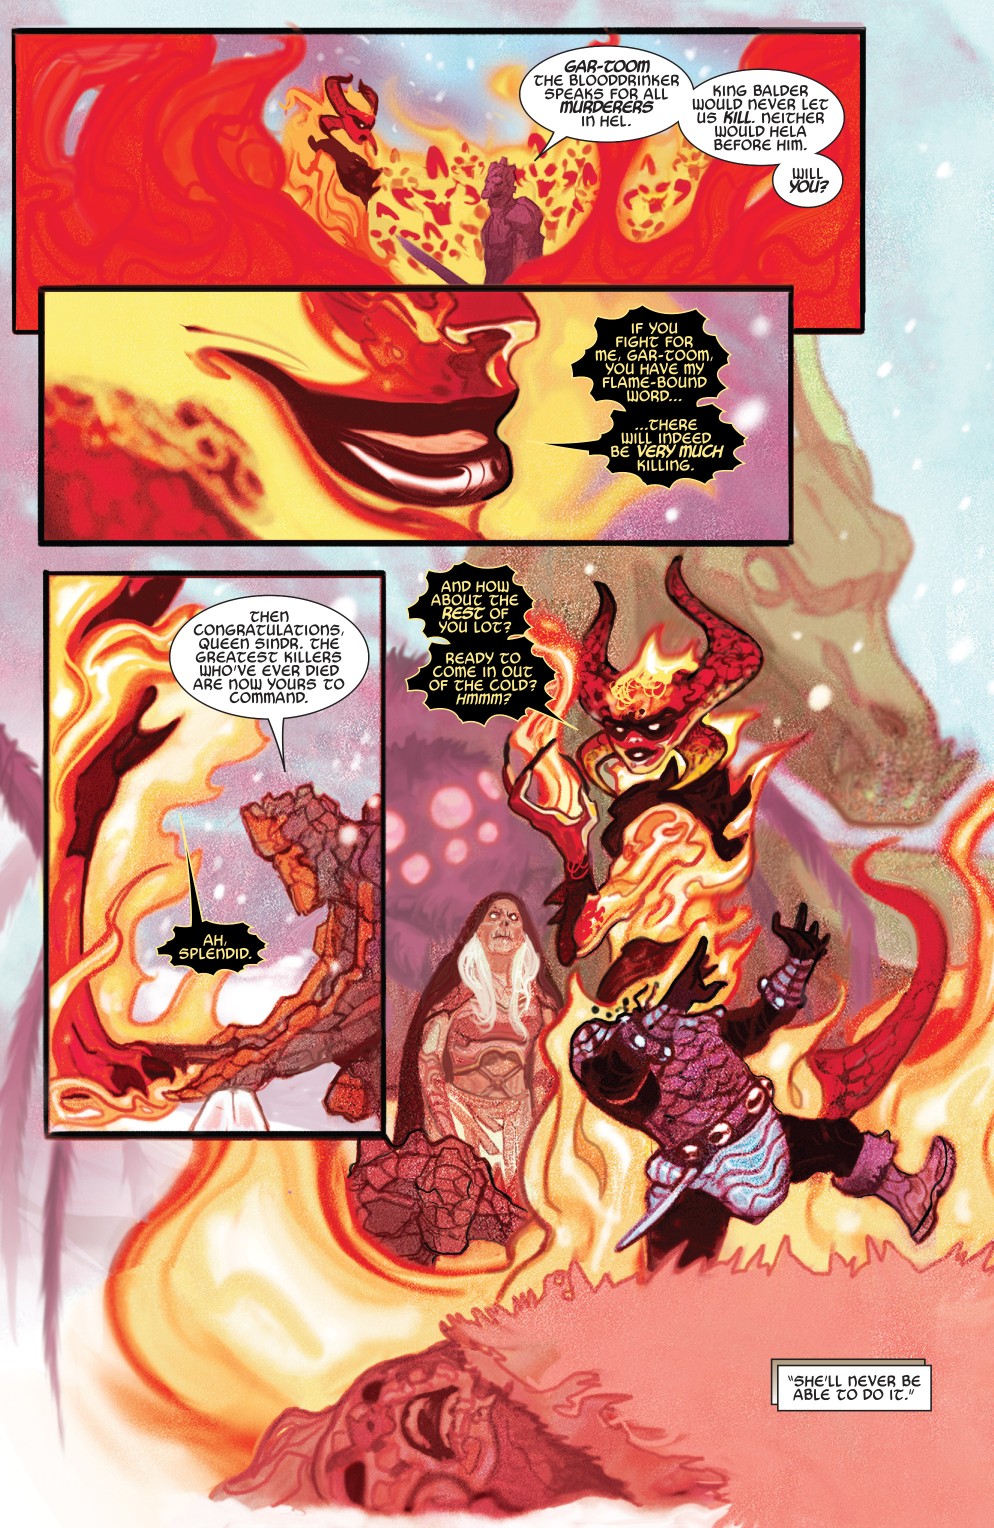 GAR-TOOM
THE BLOODDRINKER
SPEAKS FOR ALL
MURDERERS
IN HEL.
KING BALDER
WOULD NEVER LET
US KILL. NEITHER
WOULD HELA
BEFORE HIM.
WILL
YOU?
IF YOU
FIGHT FOR
ME, GAR-TOOM,
YOU HAVE MY
FLAME-BOUND
WORD...
...THERE
WILL INDEED
BE VERY MUCH
KILLING.
THEN
CONGRATULATIONS,
QUEEN SINDR. THE
GREATEST KILLERS
WHO'VE EVER DIED
ARE NOW YOURS TO
COMMAND.
AH,
SPLENDID.
AND HOW
ABOUT THE
REST OF
YOU LOT?
READY TO
COME IN OUT
OF THE COLD?
HMMM?
"SHE'LL NEVER BE
ABLE TO DO IT."